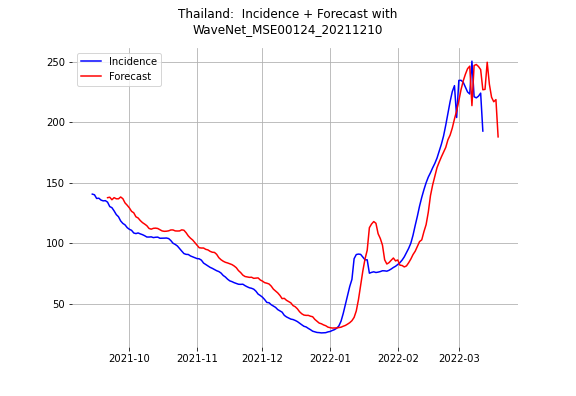 Thailand:  Incidence + Forecast with
WaveNet_MSE00124_20211210
Incidence
Forecast
250
200
150
100
50
2021-10
2021-11
2021-12
2022-01
2022-02
2022-03